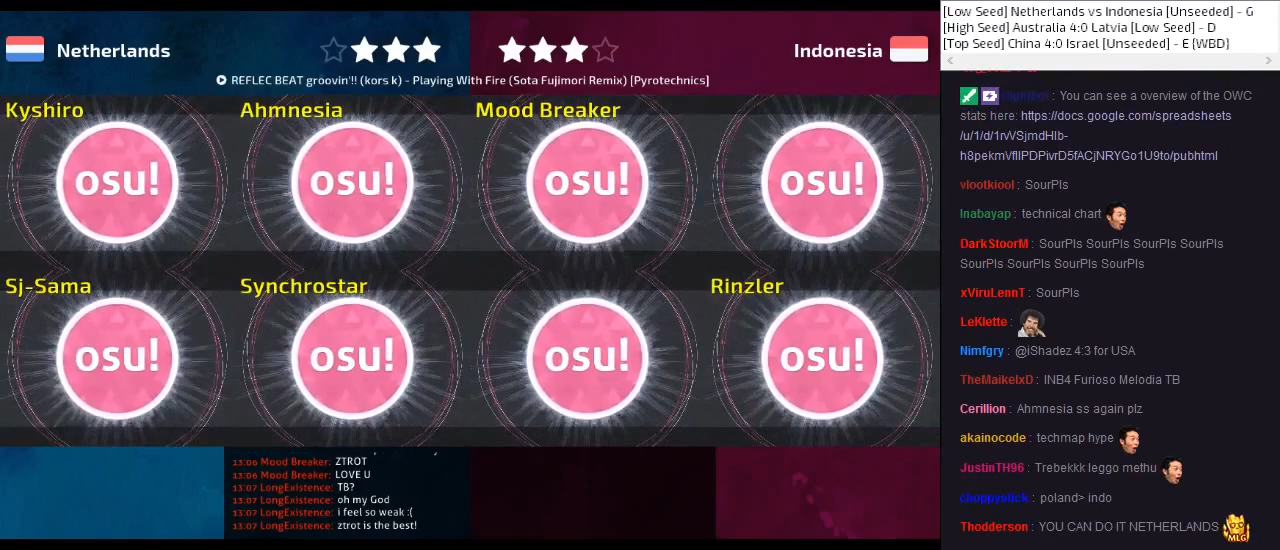 Netherlands
Indonesia
REFLEC BEAT groovin'!! (kors k) - Playing With Fire (Sota Fujimori Remix) [Pyrotechnics]
Kyshiro
Ahmnesia
Mood Breaker
osu!
osu!
osu!
osu!
Sj-Sama
Synchrostar
Rinzler
osu!
osu!
osu!
osu!
13:06 Mood Breaker: ZTROT
13:06 Mood Breaker: LOVE U
13:07 LongExistence: TB?
13:07 LongExistence: oh my God
13:07 LongExistence: i feel so weak :(
13:07 LongExistence: ztrot is the best!
[Low Seed] Netherlands vs Indonesia [Unseeded] - G
[High Seed] Australia 4:0 Latvia [Low Seed] - D
[Top Seed] China 4:0 Israel [Unseeded] - E {WBD}
: You can see a overview of the OWC
stats here: https://docs.google.com/spreadsheets
vlootkiool : SourPls
Inabayap : technical chart
DarkStoorM : SourPls SourPls SourPls SourPls
SourPls SourPls SourPls SourPls
xViruLennT : SourPls
LeKlette :
Nimfgry : @iShadez 4:3 for USA
TheMaikelxD : INB4 Furioso Melodia TB
Cerillion : Ahmnesia ss again plz
akainocode : techmap hype
JustinTH96 : Trebekkk leggo methu
choppystick : poland> indo
Thodderson : YOU CAN DO IT NETHERLANDS
MLG